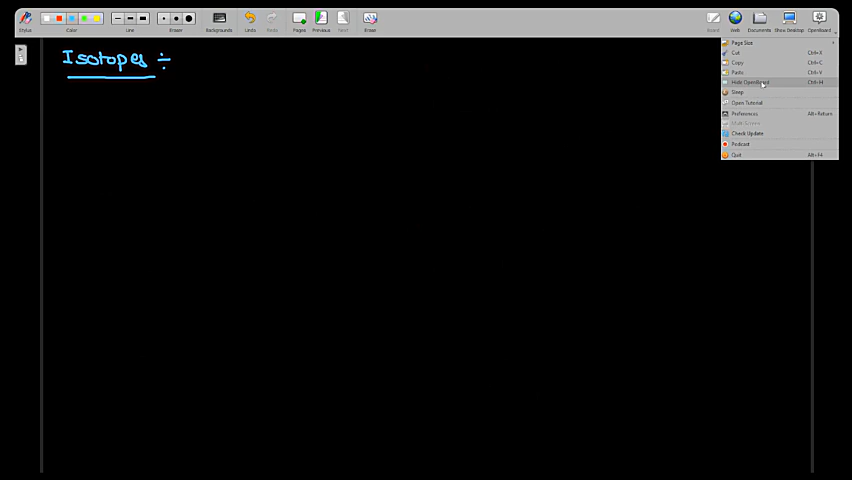 Stylus Color Line Eraser Backgrounds Undo Redo Pages Previous Next Erase Board Web Documents Show Desktop OpenBoard
Isotopes ÷
Page Size
Cut Ctrl+X
Copy Ctrl+C
Paste Ctrl+V
Hide OpenBoard Ctrl+H
Sleep
Open Tutorial
Preferences Alt+Return
Multi Screen
Check Update
Podcast
Quit Alt+F4